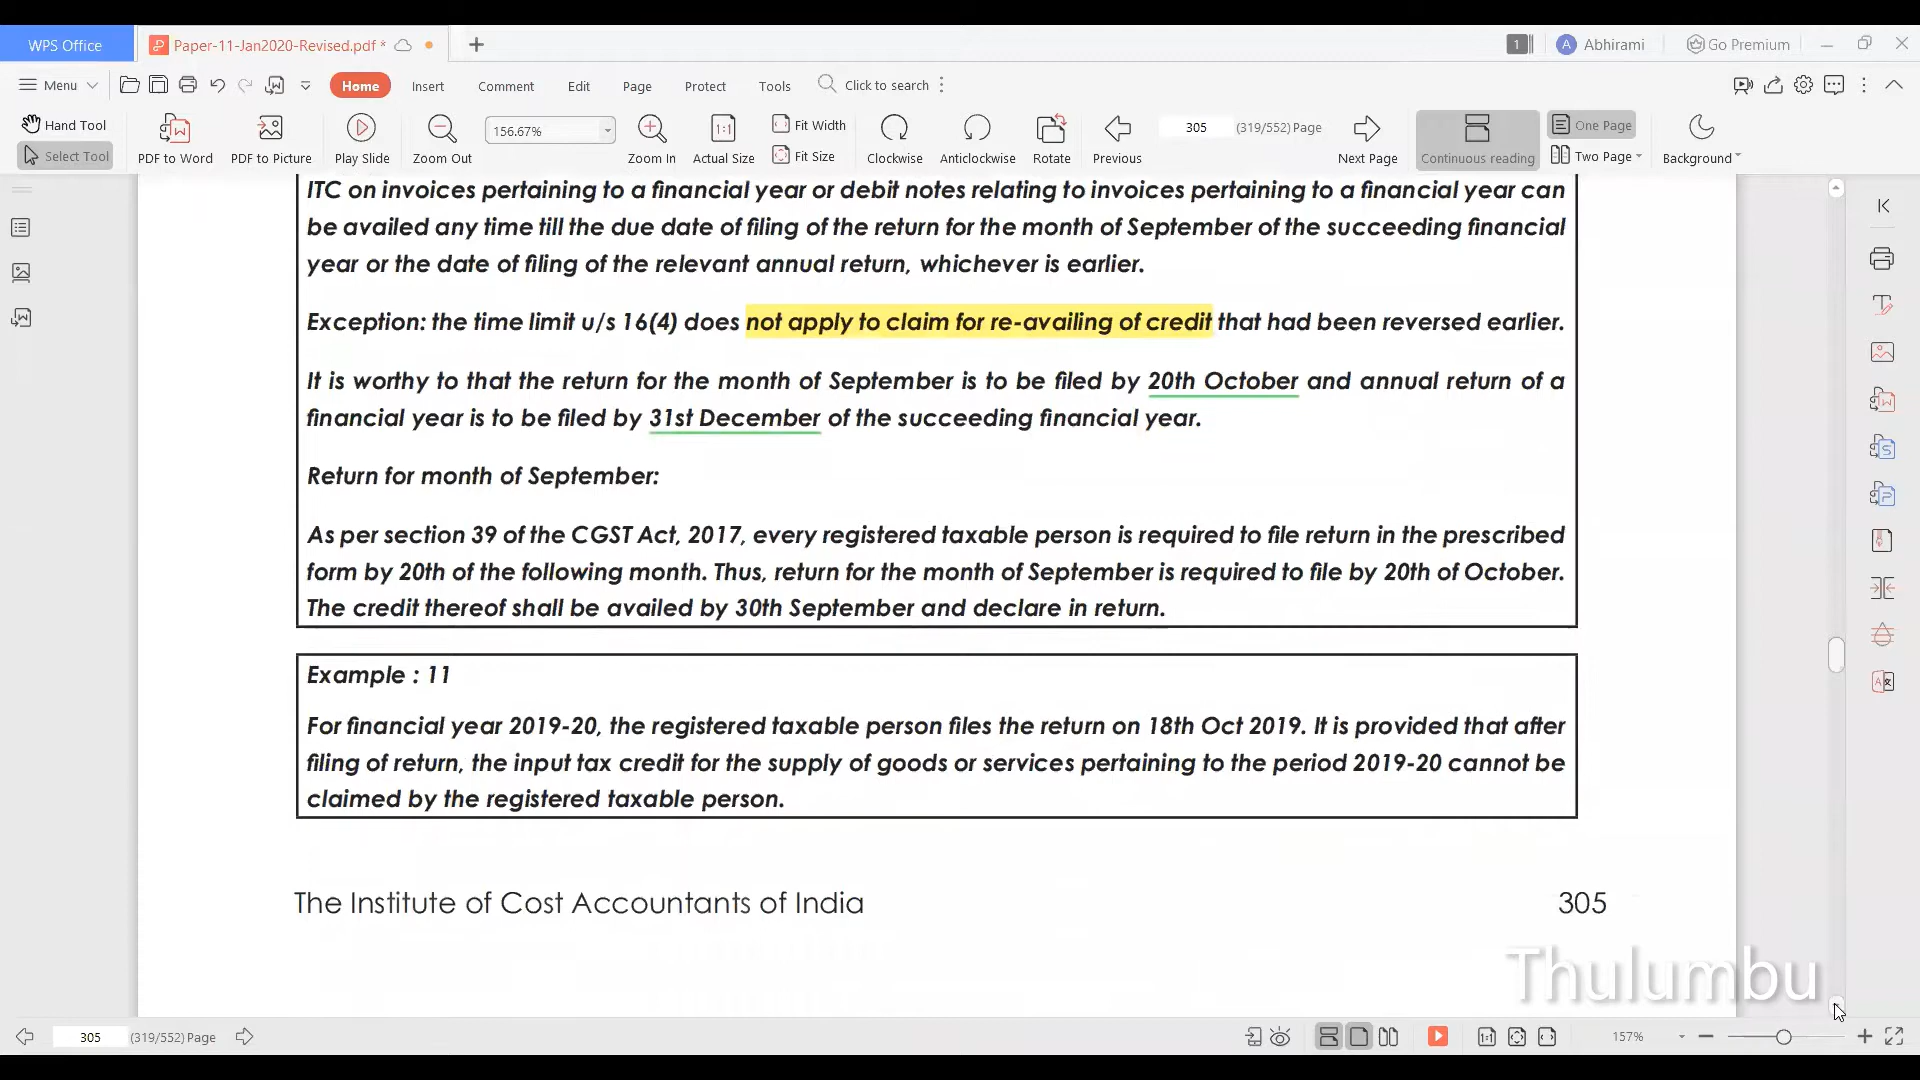 WPS Office
Paper-11-Jan2020-Revised.pdf *
1
A Abhirami
Go Premium
Menu
Home
Insert
Comment
Edit
Page
Protect
Tools
Click to search
Hand Tool
Select Tool
PDF to Word
PDF to Picture
Play Slide
Zoom Out
156.67%
Zoom In
1:1
Actual Size
Fit Width
Fit Size
Clockwise
Anticlockwise
Rotate
Previous
305 (319/552) Page
Next Page
Continuous reading
One Page
Two Page
Background
ITC on invoices pertaining to a financial year or debit notes relating to invoices pertaining to a financial year can
be availed any time till the due date of filing of the return for the month of September of the succeeding financial
year or the date of filing of the relevant annual return, whichever is earlier.
Exception: the time limit u/s 16(4) does not apply to claim for re-availing of credit that had been reversed earlier.
It is worthy to that the return for the month of September is to be filed by 20th October and annual return of a
financial year is to be filed by 31st December of the succeeding financial year.
Return for month of September:
As per section 39 of the CGST Act, 2017, every registered taxable person is required to file return in the prescribed
form by 20th of the following month. Thus, return for the month of September is required to file by 20th of October.
The credit thereof shall be availed by 30th September and declare in return.
Example : 11
For financial year 2019-20, the registered taxable person files the return on 18th Oct 2019. It is provided that after
filing of return, the input tax credit for the supply of goods or services pertaining to the period 2019-20 cannot be
claimed by the registered taxable person.
The Institute of Cost Accountants of India
305
Thulumbu
305 (319/552) Page
157%